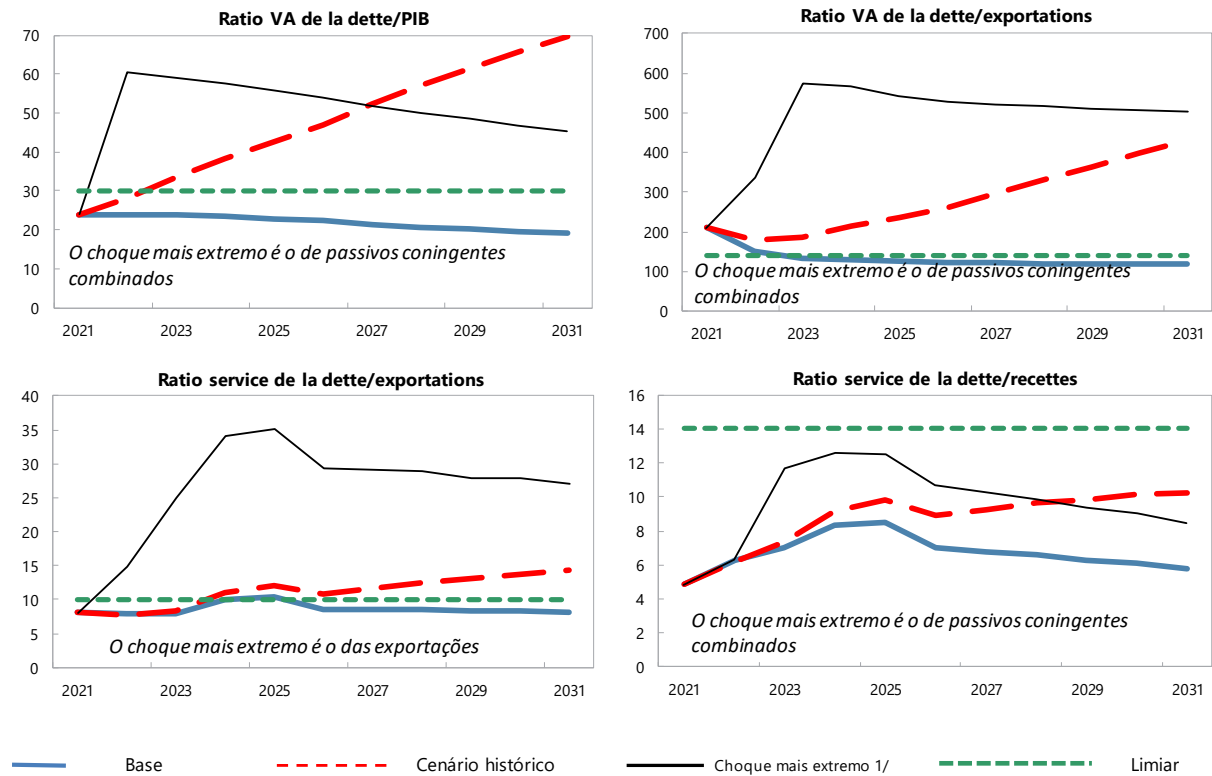 Ratio VA de la dette/PIB
70
60
50
40
30
20
10
0
O choque mais extremo é o de passivos coningentes
combinados
2021 2023 2025 2027 2029 2031
Ratio VA de la dette/exportations
700
600
500
400
300
200
100
0
O choque mais extremo é o de passivos coningentes
combinados
2021 2023 2025 2027 2029 2031
Ratio service de la dette/exportations
40
35
30
25
20
15
10
5
0
O choque mais extremo é o das exportações
2021 2023 2025 2027 2029 2031
Ratio service de la dette/recettes
16
14
12
10
8
6
4
2
0
O choque mais extremo é o de passivos coningentes
combinados
2021 2023 2025 2027 2029 2031
Base Cenário histórico Choque mais extremo 1/ Limiar